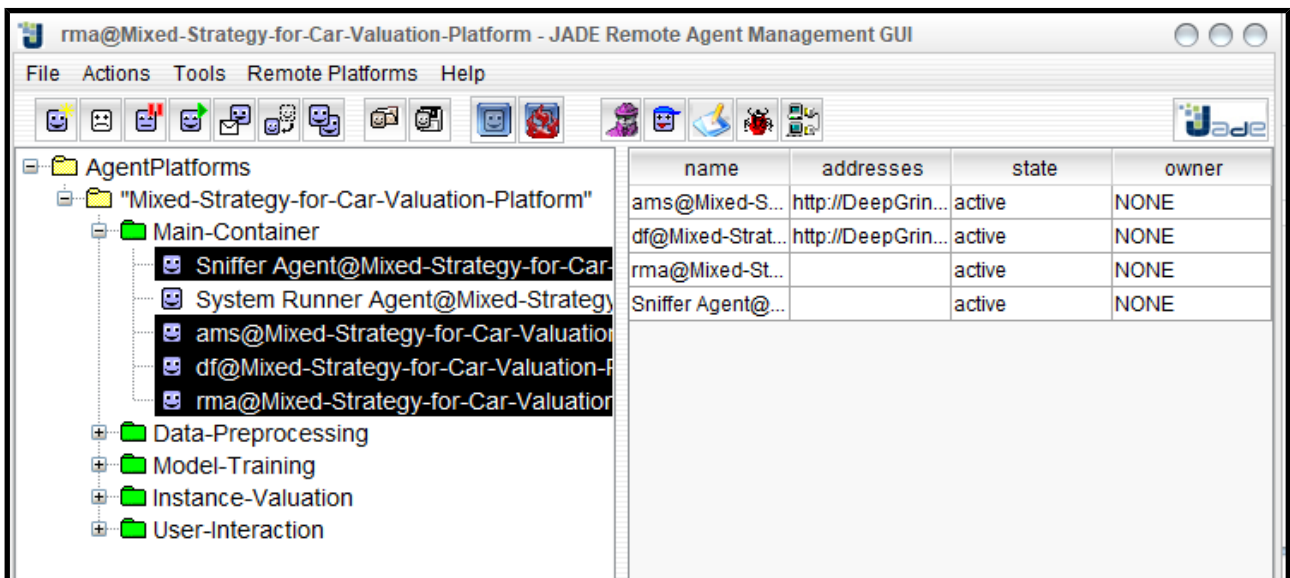 rma@Mixed-Strategy-for-Car-Valuation-Platform - JADE Remote Agent Management GUI
File Actions Tools Remote Platforms Help
Jade
AgentPlatforms
"Mixed-Strategy-for-Car-Valuation-Platform"
Main-Container
Sniffer Agent@Mixed-Strategy-for-Car-
System Runner Agent@Mixed-Strategy
ams@Mixed-Strategy-for-Car-Valuation
df@Mixed-Strategy-for-Car-Valuation-P
rma@Mixed-Strategy-for-Car-Valuation
Data-Preprocessing
Model-Training
Instance-Valuation
User-Interaction
name addresses state owner
ams@Mixed-S... http://DeepGrin... active NONE
df@Mixed-Strat... http://DeepGrin... active NONE
rma@Mixed-St... active NONE
Sniffer Agent@... active NONE